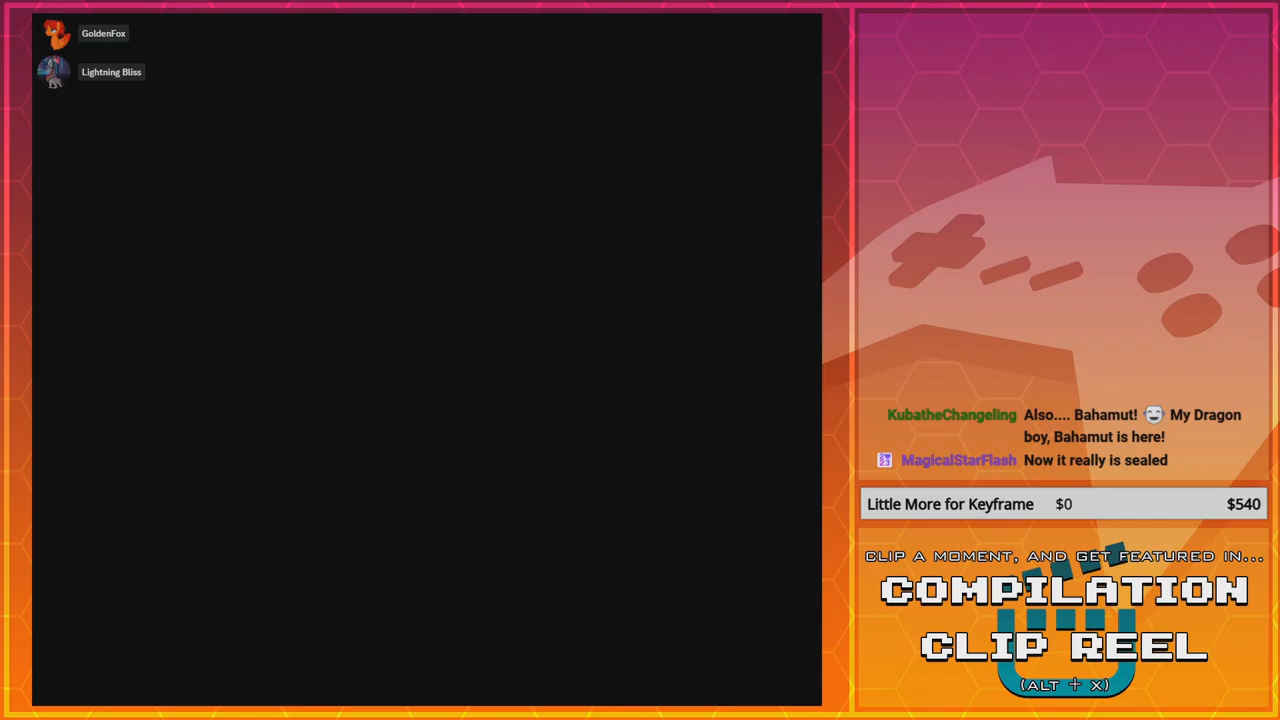 GoldenFox
Lightning Bliss
KubatheChangeling Also.... Bahamut! My Dragon
boy, Bahamut is here!
MagicalStarFlash Now it really is sealed
Little More for Keyframe $0 $540
CLIP A MOMENT, AND GET FEATURED IN...
COMPILATION
CLIP REEL
(ALT + X)